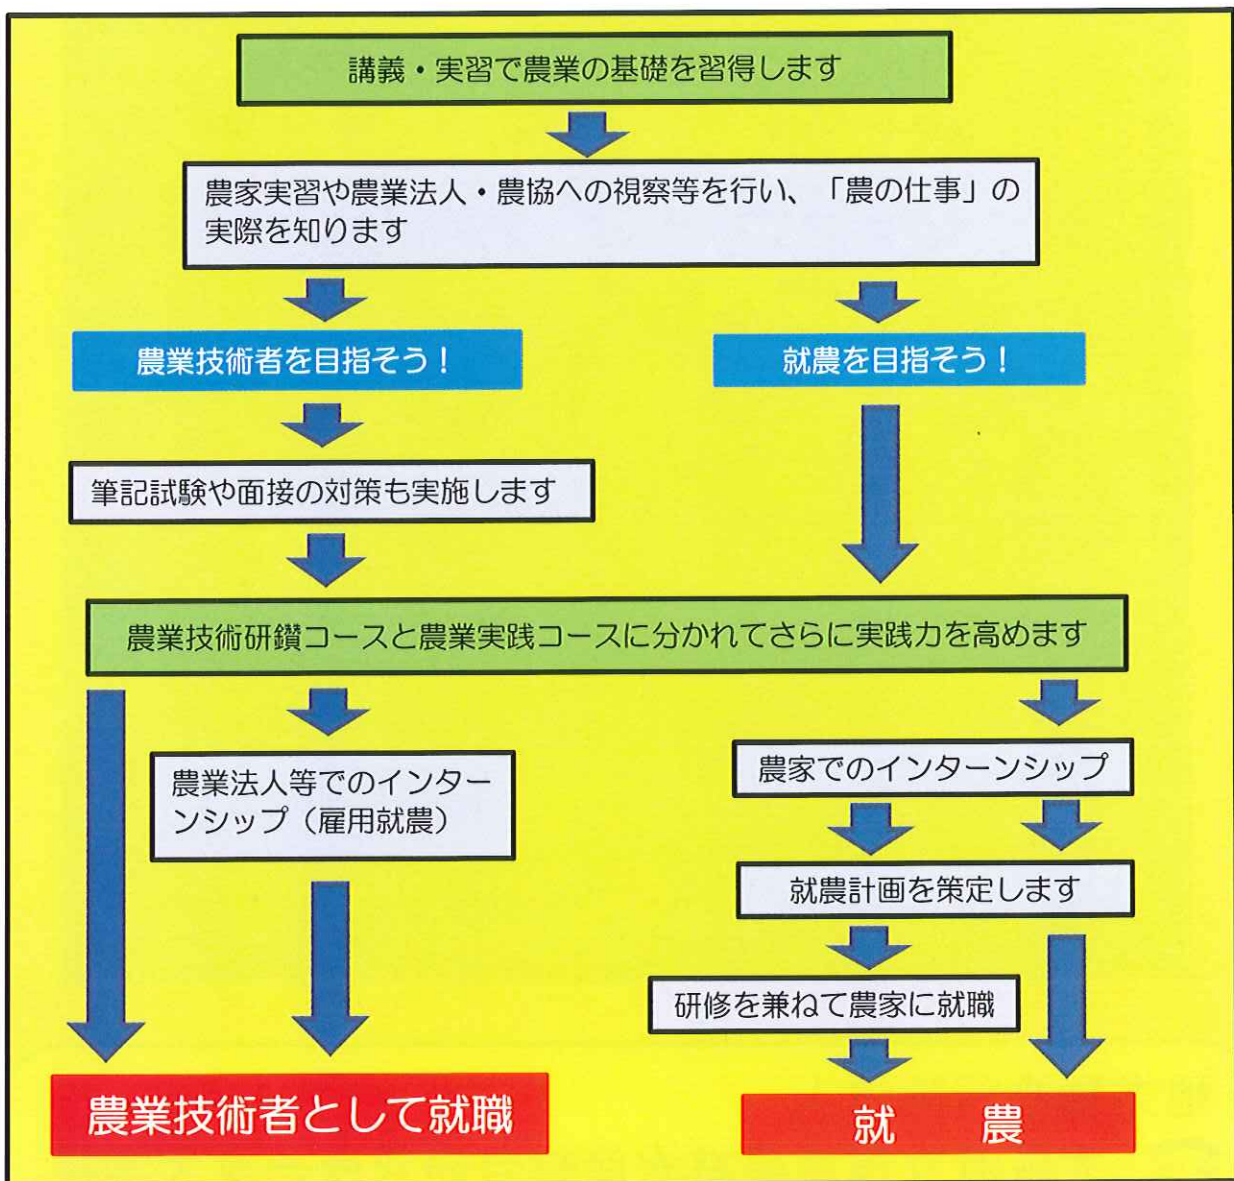 講義・実習で農業の基礎を習得します
農家実習や農業法人・農協への視察等を行い、「農の仕事」の
実際を知ります
農業技術者を目指そう！
就農を目指そう！
筆記試験や面接の対策も実施します
農業技術研鑽コースと農業実践コースに分かれてさらに実践力を高めます
農業法人等でのインター
ンシップ（雇用就農）
農家でのインターンシップ
就農計画を策定します
研修を兼ねて農家に就職
農業技術者として就職
就　農